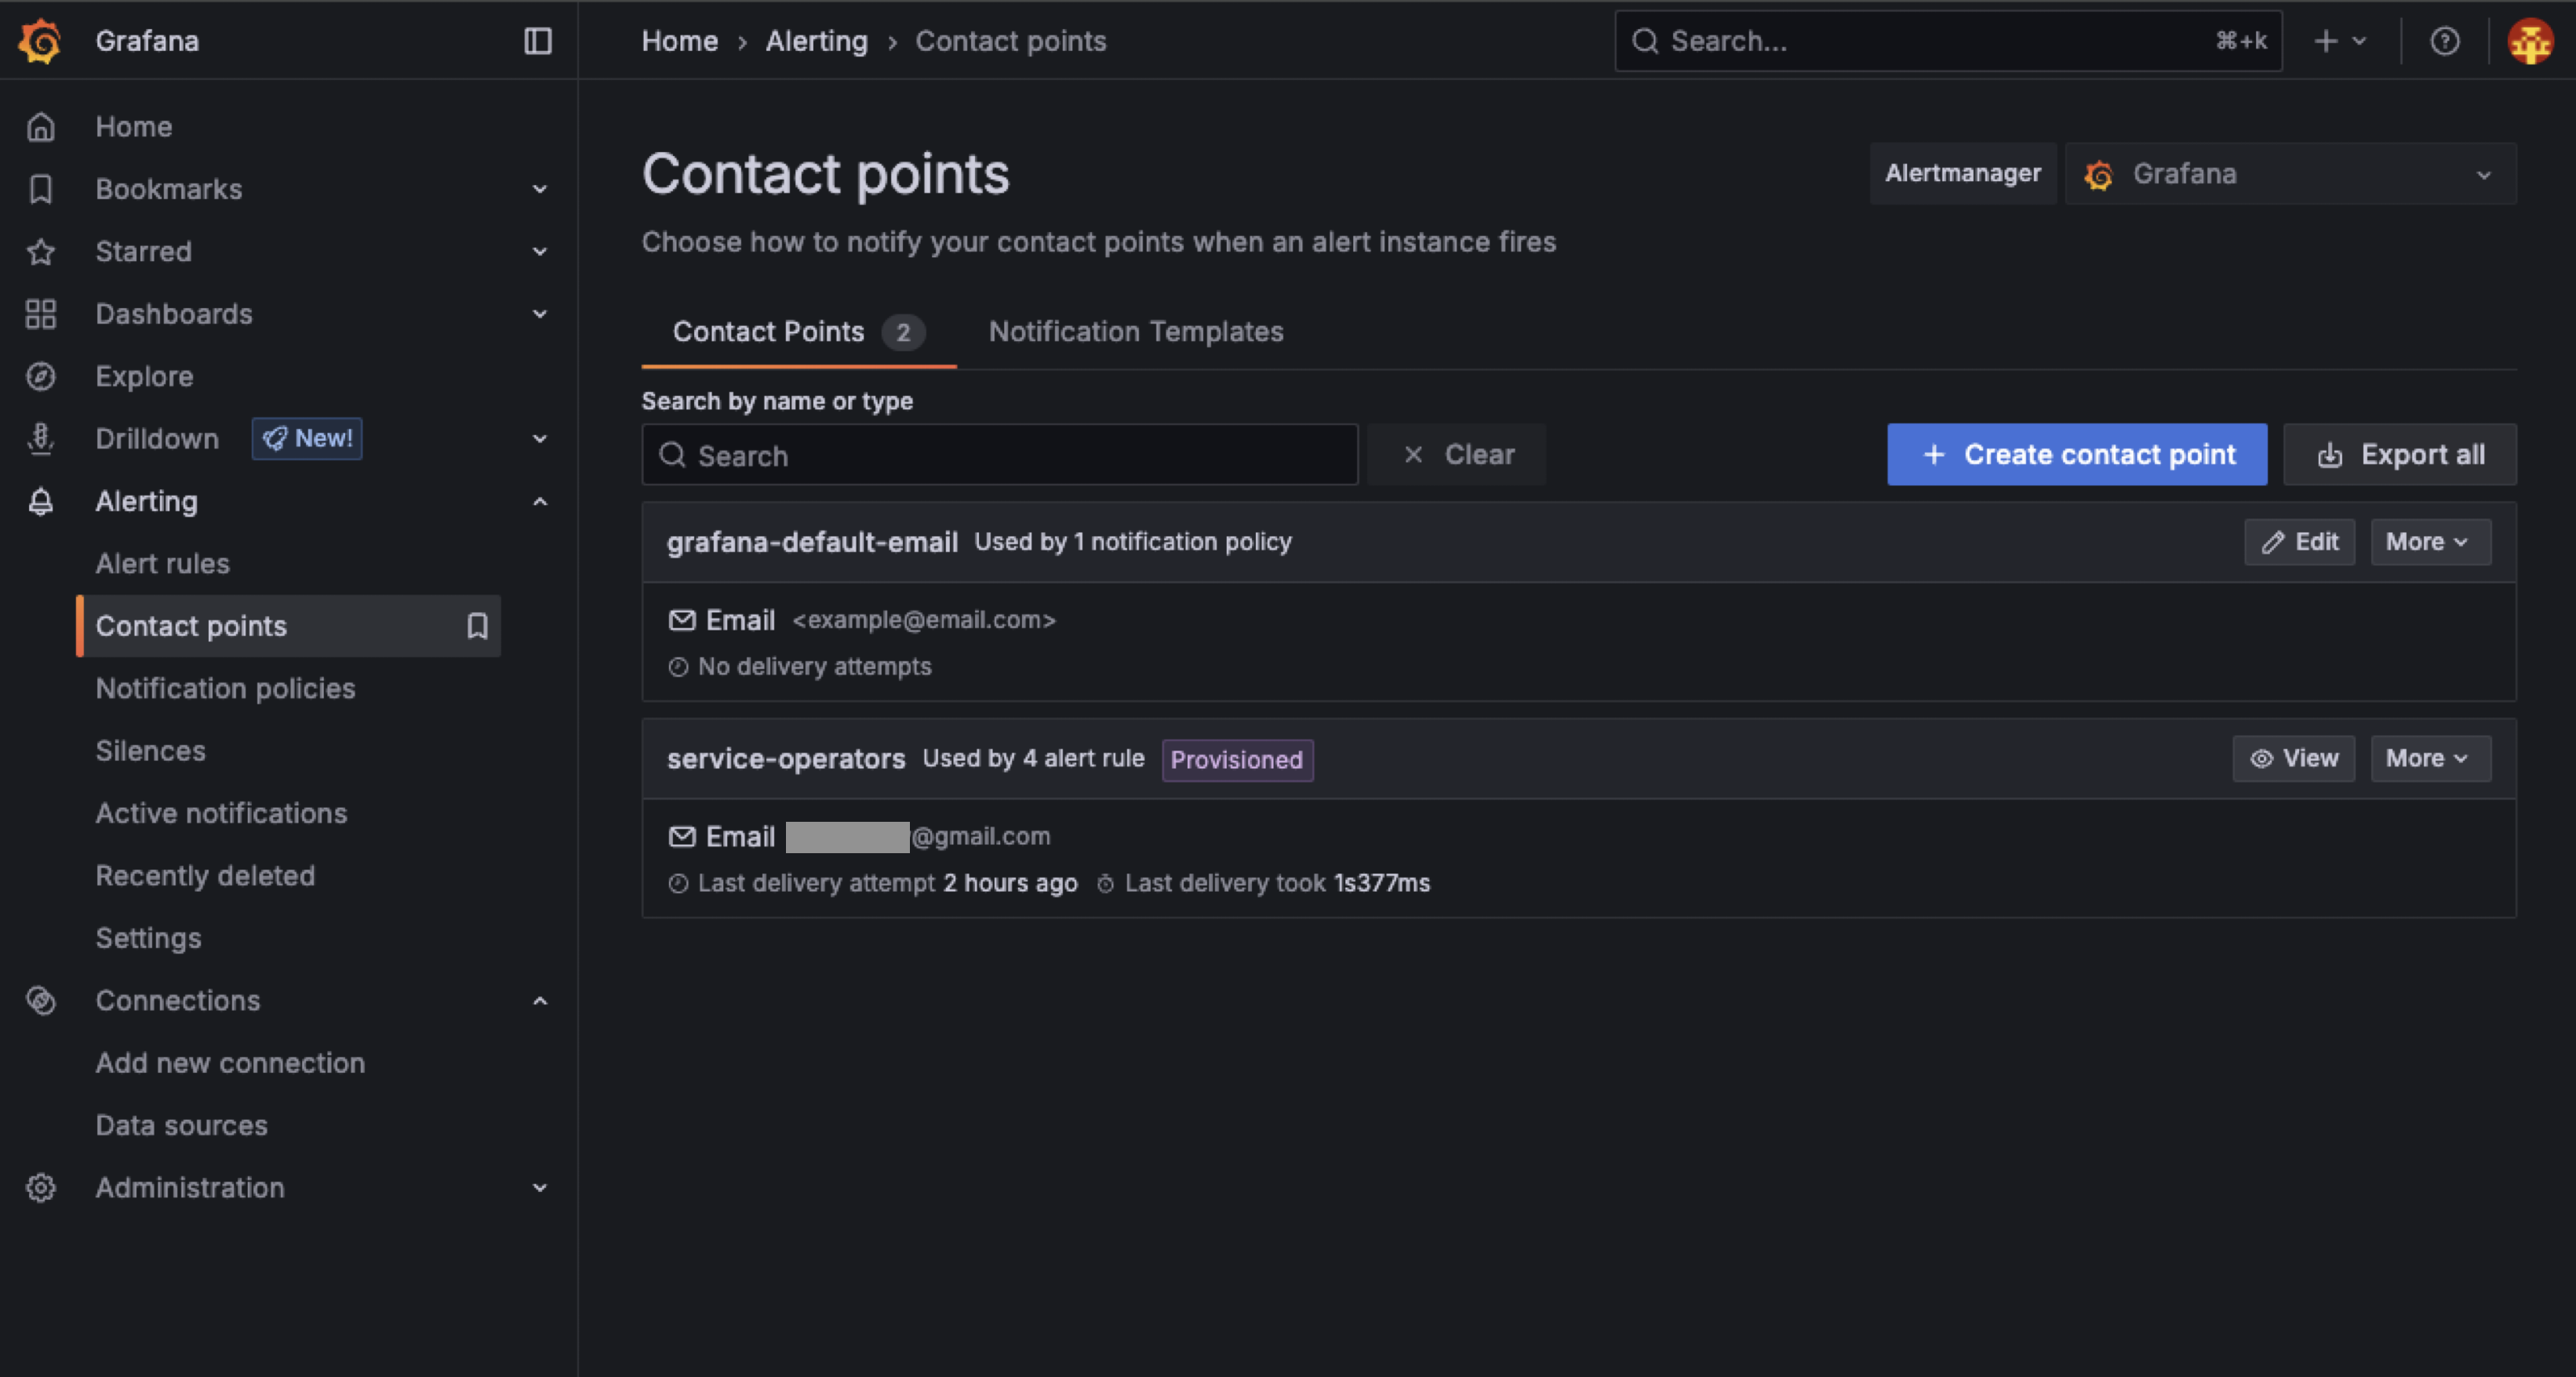 Grafana
Home › Alerting › Contact points
Search...
⌘+k
Home
Bookmarks
Starred
Dashboards
Explore
Drilldown
New!
Alerting
Alert rules
Contact points
Notification policies
Silences
Active notifications
Recently deleted
Settings
Connections
Add new connection
Data sources
Administration
Contact points
Alertmanager
Grafana
Choose how to notify your contact points when an alert instance fires
Contact Points 2
Notification Templates
Search by name or type
Search
Clear
+ Create contact point
Export all
grafana-default-email Used by 1 notification policy
Edit
More
Email <example@email.com>
No delivery attempts
service-operators Used by 4 alert rule Provisioned
View
More
Email @gmail.com
Last delivery attempt 2 hours ago Last delivery took 1s377ms